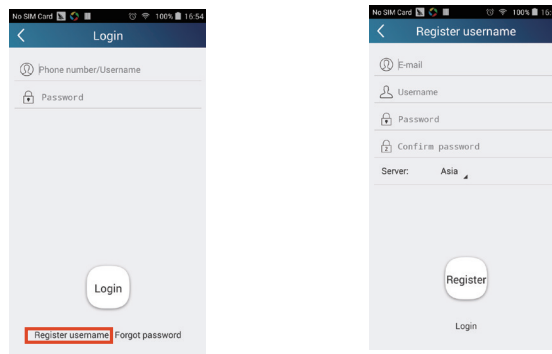 No SIM Card 100% 16:54
Login
Phone number/Username
Password
Login
Register username Forgot password
No SIM Card 100%
Register username
E-mail
Username
Password
2
Confirm password
Server: Asia
Register
Login